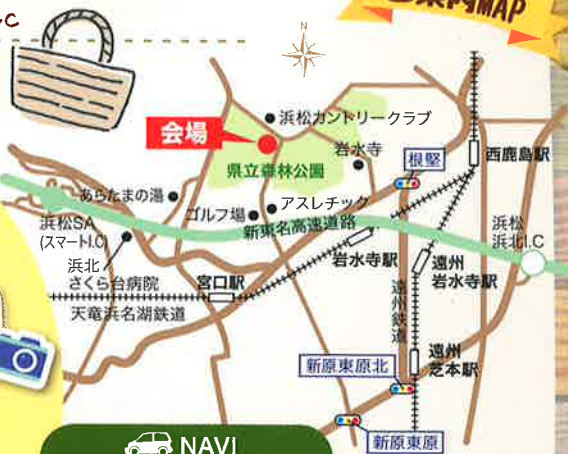 案内MAP
N
浜松カントリークラブ
会場
岩水寺
根堅
西鹿島駅
県立森林公園
あらたまの湯
アスレチック
ゴルフ場
新東名高速道路
浜松SA
(スマートI.C)
浜松
浜北I.C
浜北
さくら台病院
岩水寺駅
遠州
岩水寺駅
宮口駅
天竜浜名湖鉄道
遠州鉄道
遠州
芝本駅
新原東原北
新原東原
NAVI